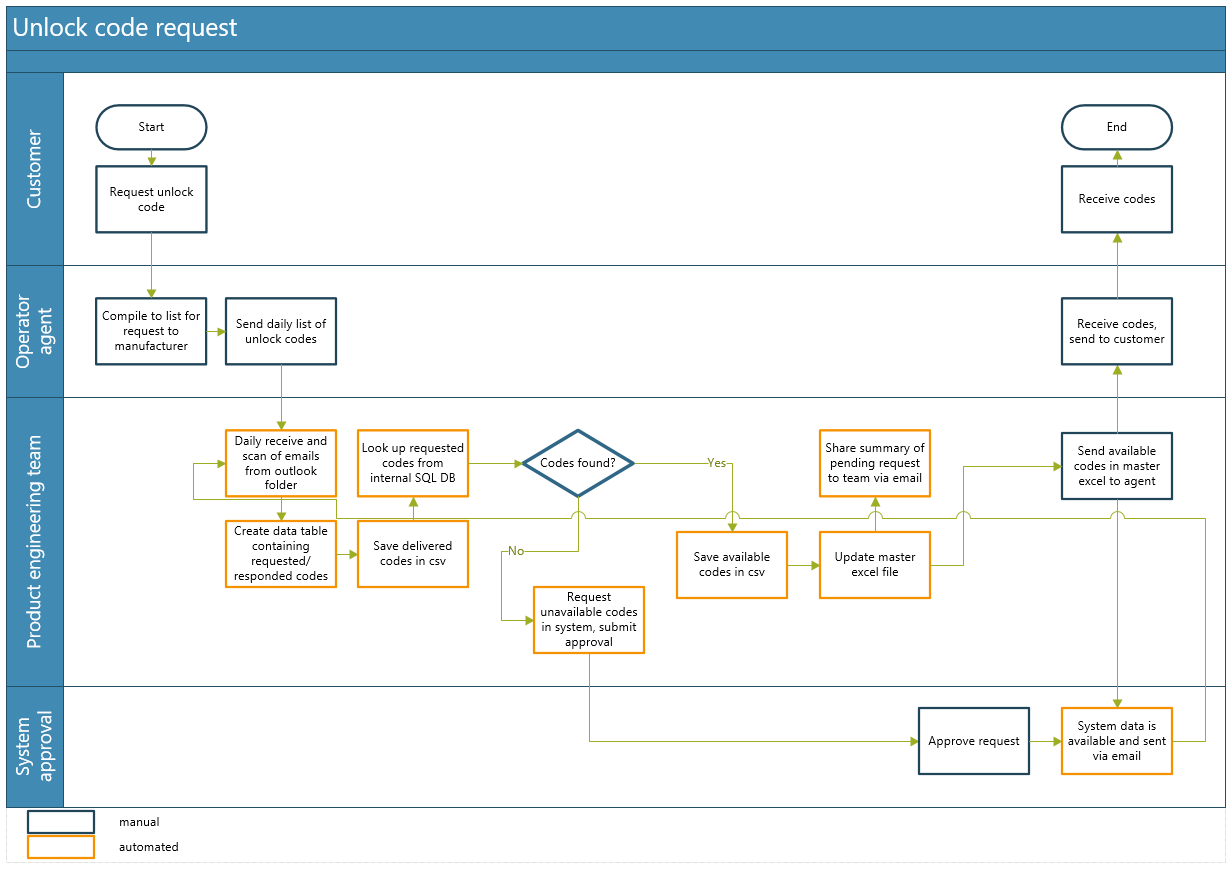 Unlock code request
Customer
Start
End
Request unlock
code
Receive codes
Operator
agent
Compile to list for
request to
manufacturer
Send daily list of
unlock codes
Receive codes,
send to customer
Product engineering team
Daily receive and
scan of emails
from outlook
folder
Look up requested
codes from
internal SQL DB
Codes found?
Yes
Share summary of
pending request
to team via email
Send available
codes in master
excel to agent
Create data table
containing
requested/
responded codes
Save delivered
codes in csv
No
Save available
codes in csv
Update master
excel file
Request
unavailable codes
in system, submit
approval
System
approval
Approve request
System data is
available and sent
via email
manual
automated